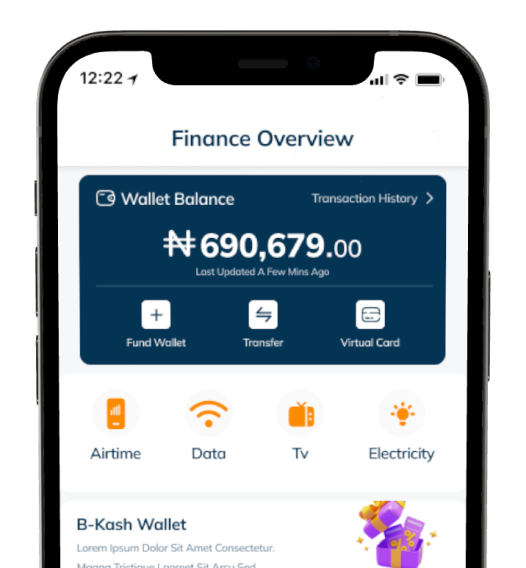 12:22
Finance Overview
Wallet Balance
Transaction History
₦690,679.00
Last Updated A Few Mins Ago
Fund Wallet
Transfer
Virtual Card
Airtime
Data
Tv
Electricity
B-Kash Wallet
Lorem Ipsum Dolor Sit Amet Consectetur.
Magna Tristique Laoreet Sit Arcu Sed